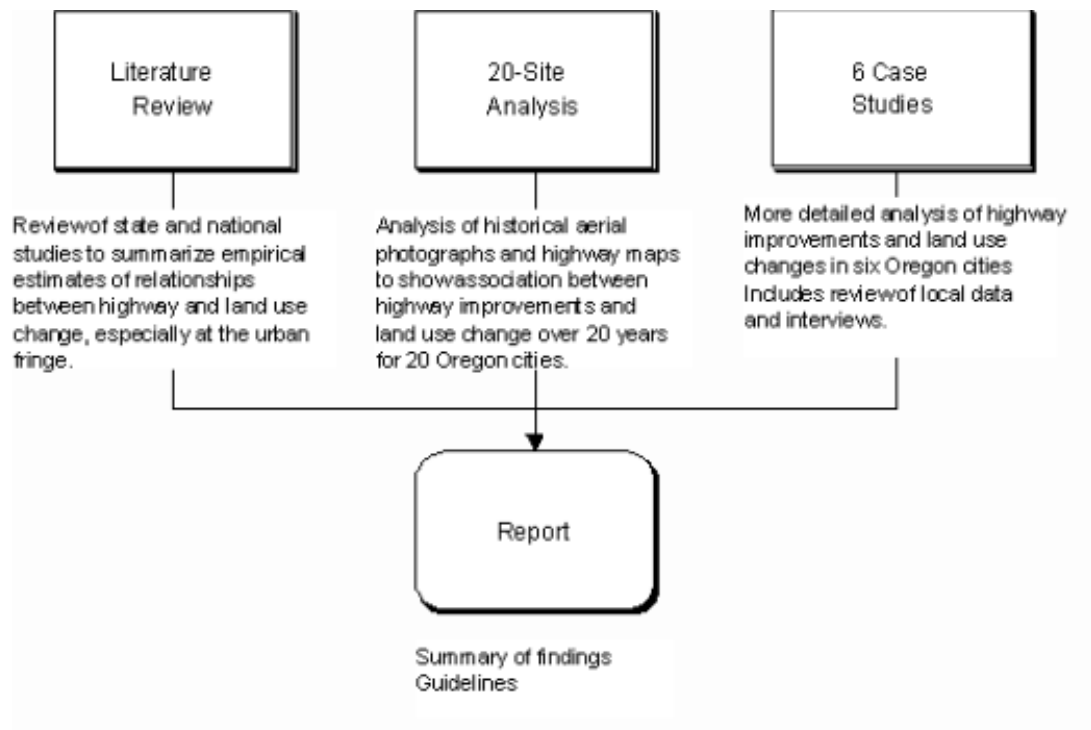 Literature
Review
20-Site
Analysis
6 Case
Studies
Reviewof state and national
studies to summarize empirical
estimates of relationships
between highway and land use
change, especially at the urban
fringe.
Analysis of historical aerial
photographs and highway maps
to showassociation between
highway improvements and
land use change over 20 years
for 20 Oregon cities.
More detailed analysis of highway
improvements and land use
changes in six Oregon cities
Includes reviewof local data
and interviews.
Report
Summary of findings
Guidelines